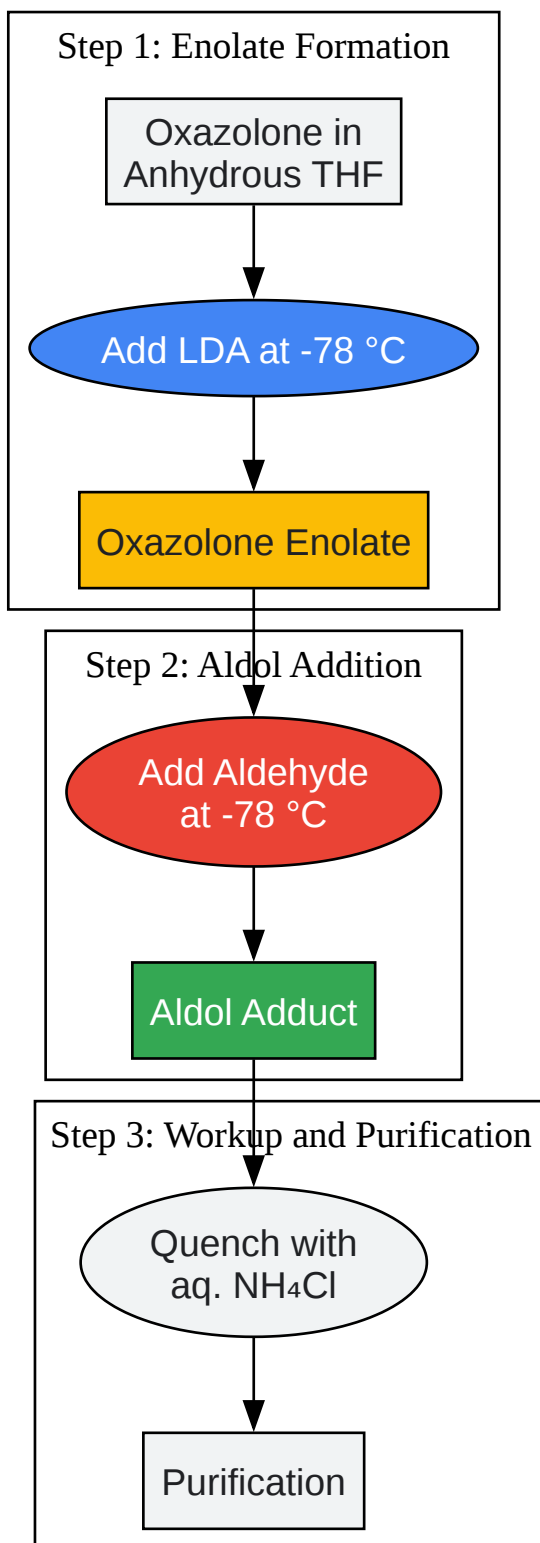 Step 1: Enolate Formation
Oxazolone in
Anhydrous THF
Add LDA at -78 °C
Oxazolone Enolate
Step 2: Aldol Addition
Add Aldehyde
at -78 °C
Aldol Adduct
Step 3: Workup and Purification
Quench with
aq. NH₄Cl
Purification